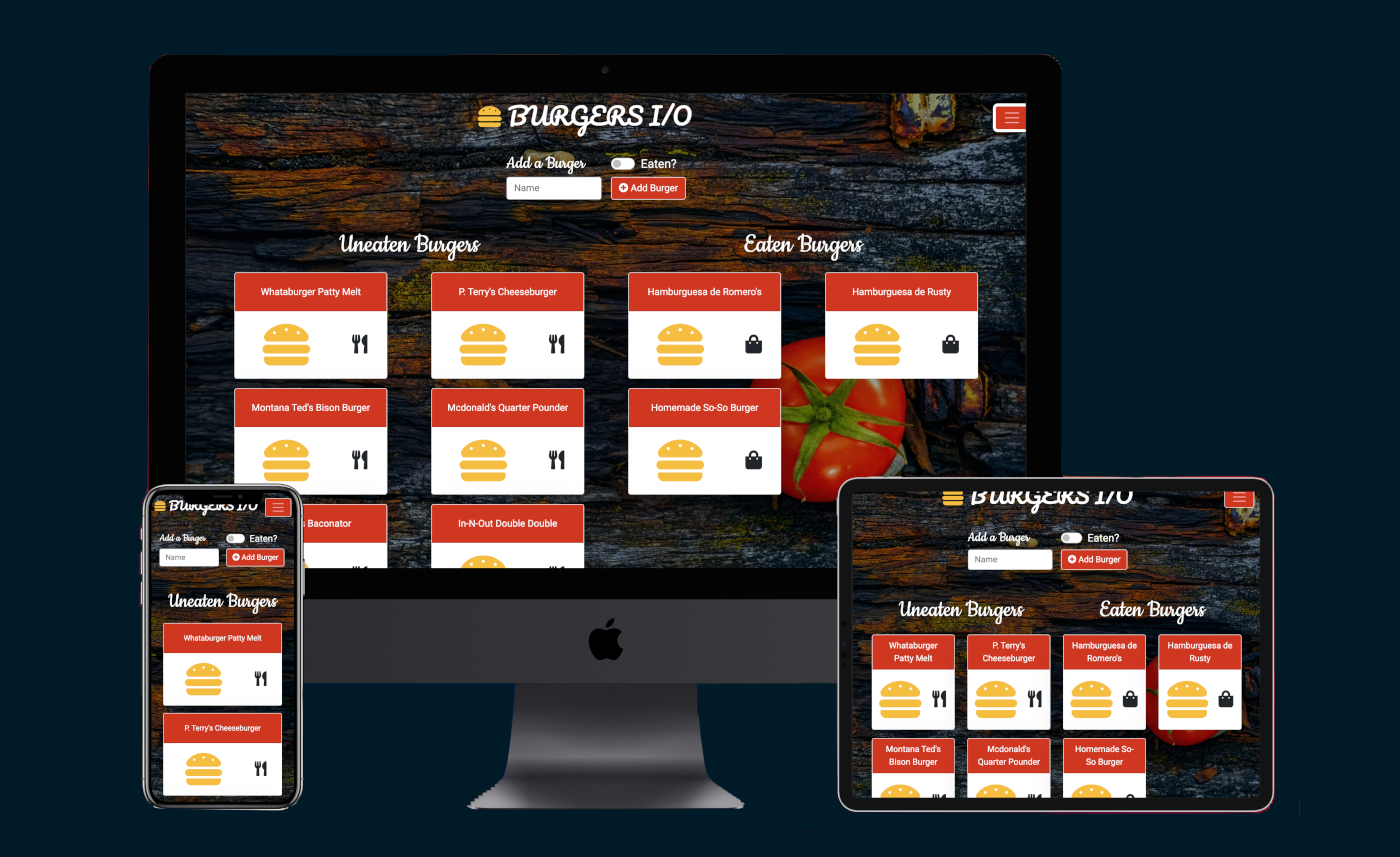 BURGERS I/O
Add a Burger
Eaten?
Name
Add Burger
Uneaten Burgers
Eaten Burgers
Whataburger Patty Melt
P. Terry's Cheeseburger
Hamburguesa de Romero's
Hamburguesa de Rusty
Montana Ted's Bison Burger
Mcdonald's Quarter Pounder
Homemade So-So Burger
s Baconator
In-N-Out Double Double
BURGERS I/O
Add a Burger
Eaten?
Name
Add Burger
Uneaten Burgers
Whataburger Patty Melt
P. Terry's Cheeseburger
BURGERS I/O
Add a Burger
Eaten?
Name
Add Burger
Uneaten Burgers
Eaten Burgers
Whataburger
Patty Melt
P. Terry's
Cheeseburger
Hamburguesa de
Romero's
Hamburguesa de
Rusty
Montana Ted's
Bison Burger
Mcdonald's
Quarter Pounder
Homemade So-
So Burger